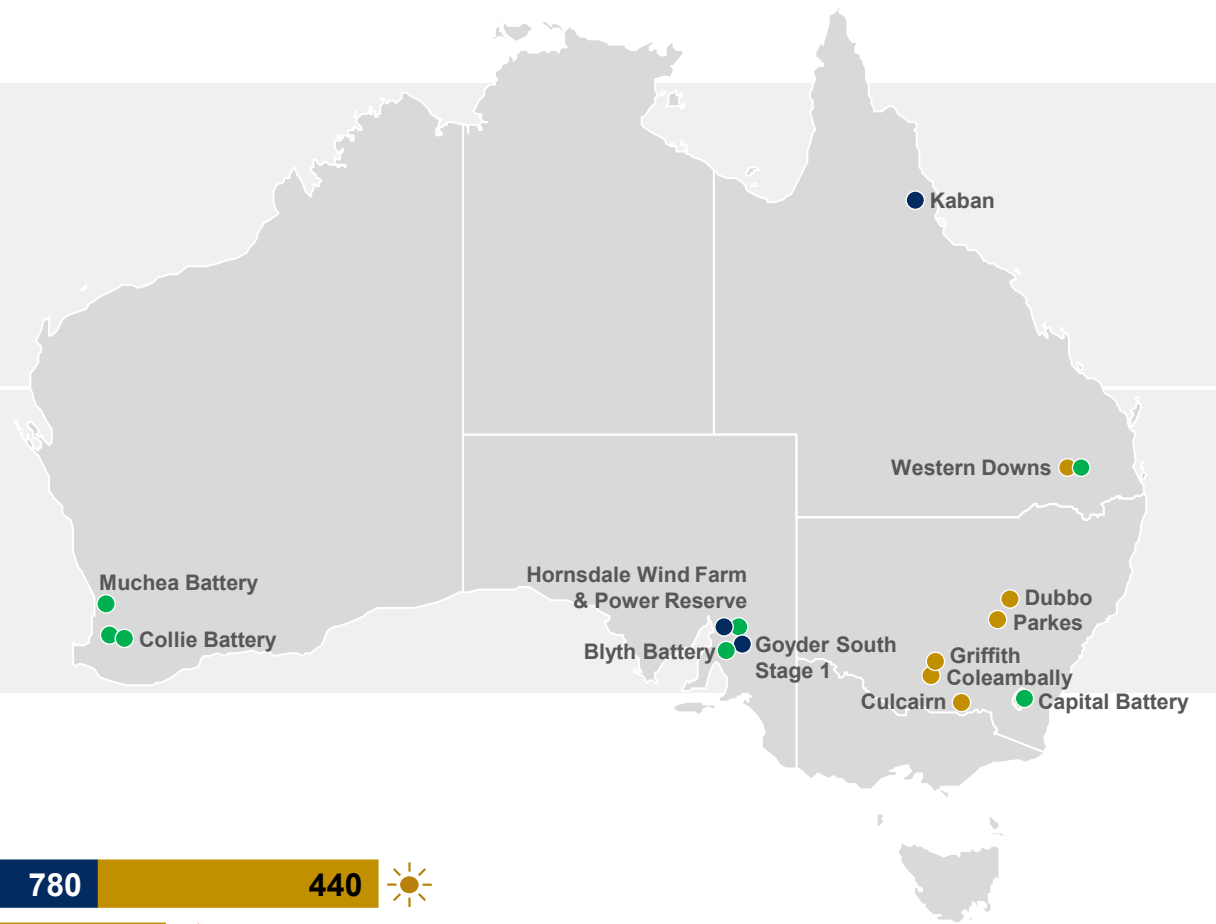 Kaban
Western Downs
Muchea Battery
Collie Battery
Hornsdale Wind Farm
& Power Reserve
Blyth Battery
Goyder South
Stage 1
Dubbo
Parkes
Griffith
Coleambally
Culcairn
Capital Battery
780 440